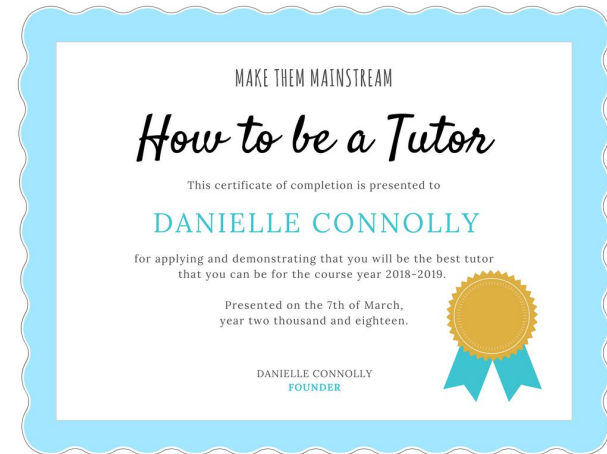 MAKE THEM MAINSTREAM
How to be a Tutor
This certificate of completion is presented to
DANIELLE CONNOLLY
for applying and demonstrating that you will be the best tutor
that you can be for the course year 2018-2019.
Presented on the 7th of March,
year two thousand and eighteen.
DANIELLE CONNOLLY
FOUNDER